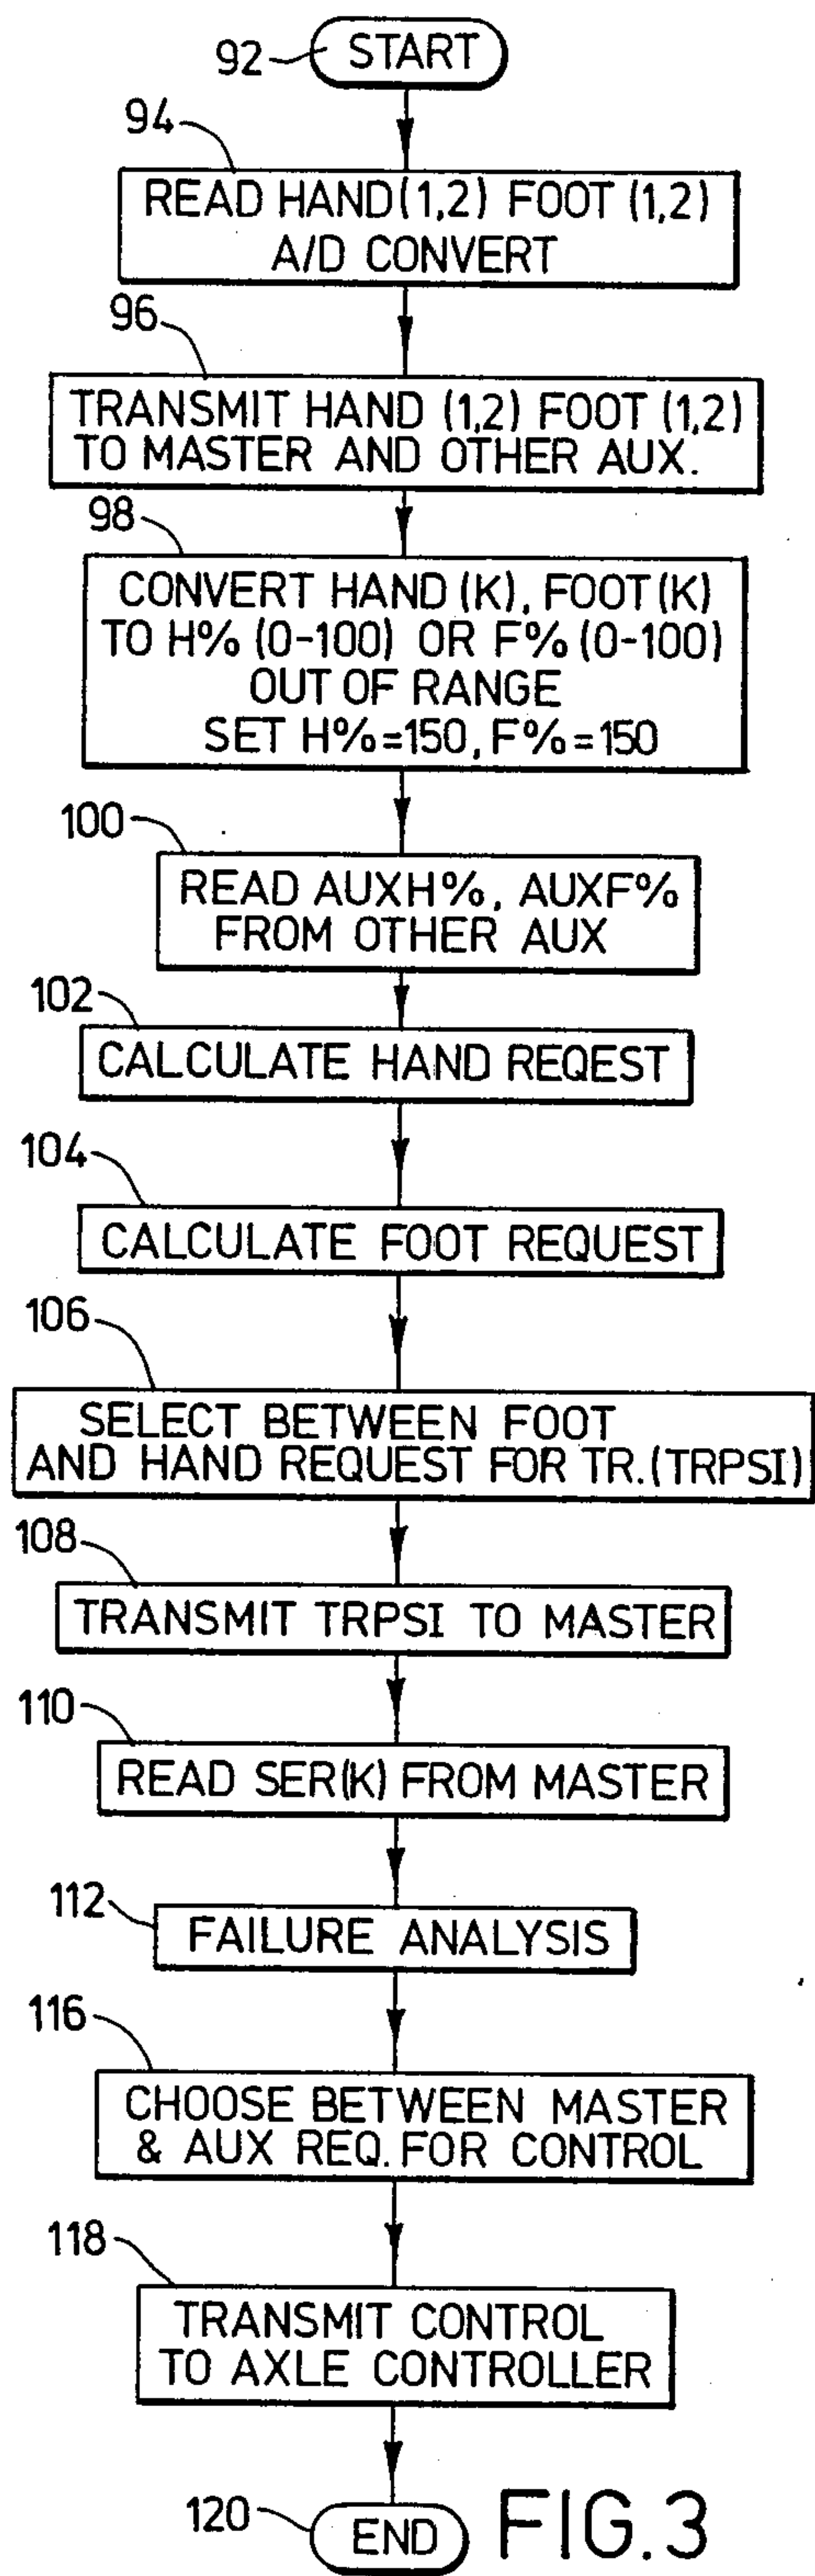 92 START
94
READ HAND(1,2) FOOT (1,2)
A/D CONVERT
96
TRANSMIT HAND (1,2) FOOT (1,2)
TO MASTER AND OTHER AUX.
98
CONVERT HAND (K), FOOT (K)
TO H% (0-100) OR F% (0-100)
OUT OF RANGE
SET H%=150, F%=150
100
READ AUXH%, AUXF%
FROM OTHER AUX
102
CALCULATE HAND REQEST
104
CALCULATE FOOT REQUEST
106
SELECT BETWEEN FOOT
AND HAND REQUEST FOR TR.(TRPSI)
108
TRANSMIT TRPSI TO MASTER
110
READ SER(K) FROM MASTER
112
FAILURE ANALYSIS
116
CHOOSE BETWEEN MASTER
& AUX REQ. FOR CONTROL
118
TRANSMIT CONTROL
TO AXLE CONTROLLER
120 END
FIG.3